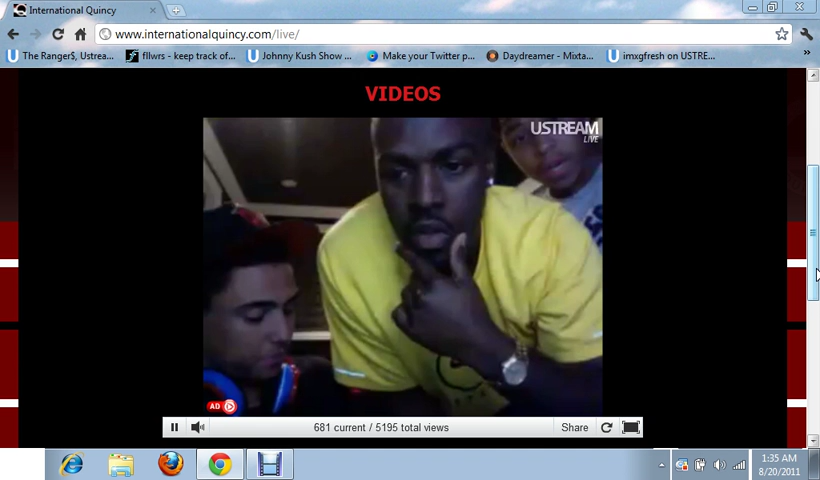 International Quincy
www.internationalquincy.com/live/
The Ranger$, Ustrea...
fllwrs - keep track of...
Johnny Kush Show ...
Make your Twitter p...
Daydreamer - Mixta...
imxgfresh on USTRE...
VIDEOS
USTREAM
LIVE
AD
681 current / 5195 total views
Share
1:35 AM
8/20/2011